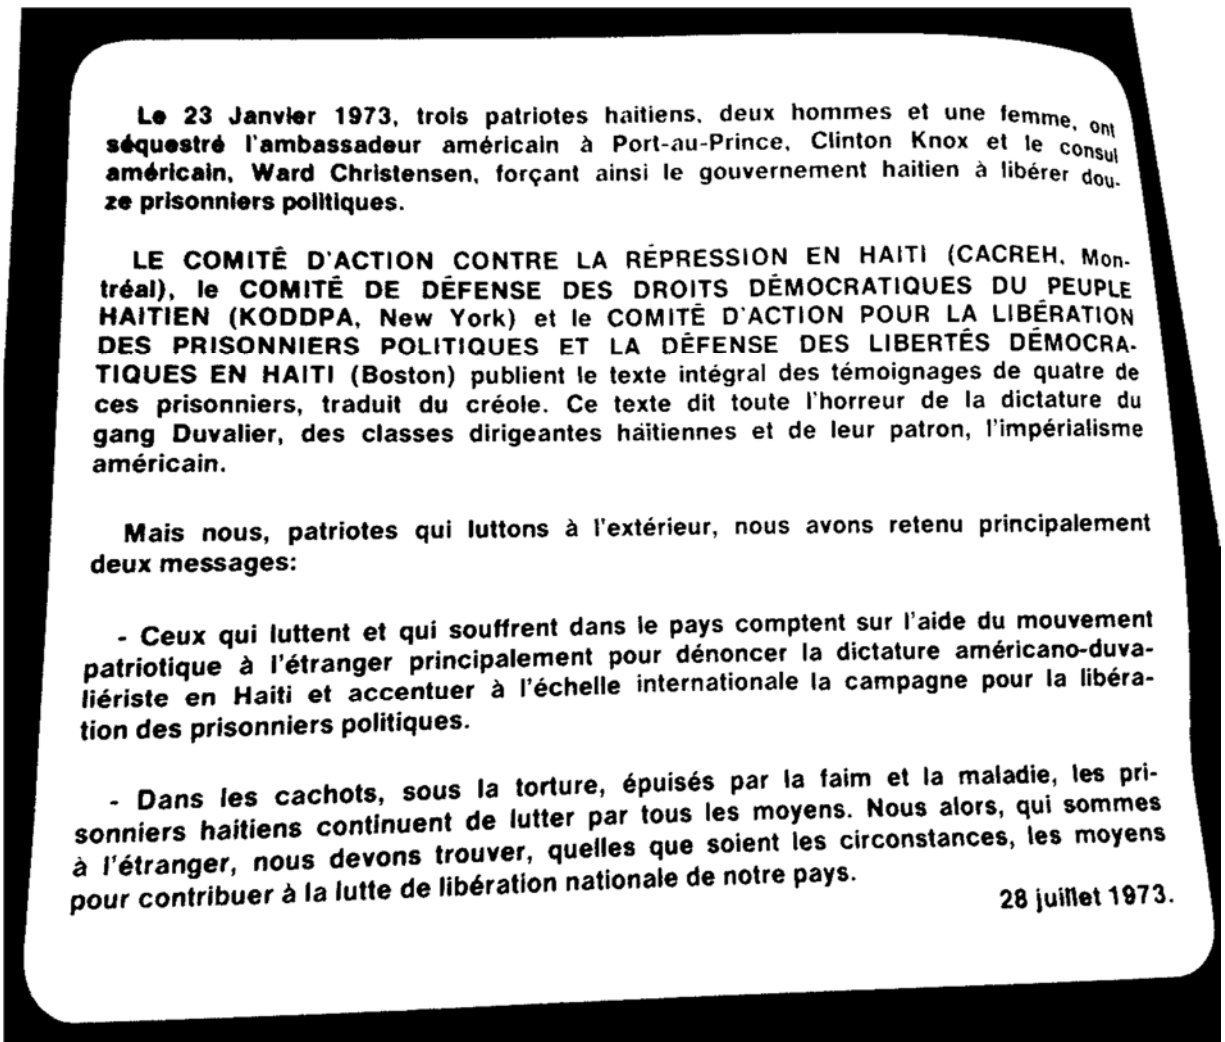 Le 23 Janvier 1973, trois patriotes haitiens, deux hommes et une femme, ont
séquestré l'ambassadeur américain à Port-au-Prince, Clinton Knox et le consul
américain, Ward Christensen, forçant ainsi le gouvernement haitien à libérer dou-
ze prisonniers politiques.
LE COMITÉ D'ACTION CONTRE LA RÉPRESSION EN HAITI (CACREH, Mon-
tréal), le COMITÉ DE DÉFENSE DES DROITS DÉMOCRATIQUES DU PEUPLE
HAITIEN (KODDPA, New York) et le COMITÉ D'ACTION POUR LA LIBÉRATION
DES PRISONNIERS POLITIQUES ET LA DÉFENSE DES LIBERTÉS DÉMOCRA-
TIQUES EN HAITI (Boston) publient le texte intégral des témoignages de quatre de
ces prisonniers, traduit du créole. Ce texte dit toute l'horreur de la dictature du
gang Duvalier, des classes dirigeantes haïtiennes et de leur patron, l'impérialisme
américain.
Mais nous, patriotes qui luttons à l'extérieur, nous avons retenu principalement
deux messages:
- Ceux qui luttent et qui souffrent dans le pays comptent sur l'aide du mouvement
patriotique à l'étranger principalement pour dénoncer la dictature américano-duva-
liériste en Haiti et accentuer à l'échelle internationale la campagne pour la libéra-
tion des prisonniers politiques.
- Dans les cachots, sous la torture, épuisés par la faim et la maladie, les pri-
sonniers haitiens continuent de lutter par tous les moyens. Nous alors, qui sommes
à l'étranger, nous devons trouver, quelles que soient les circonstances, les moyens
pour contribuer à la lutte de libération nationale de notre pays.
28 juillet 1973.